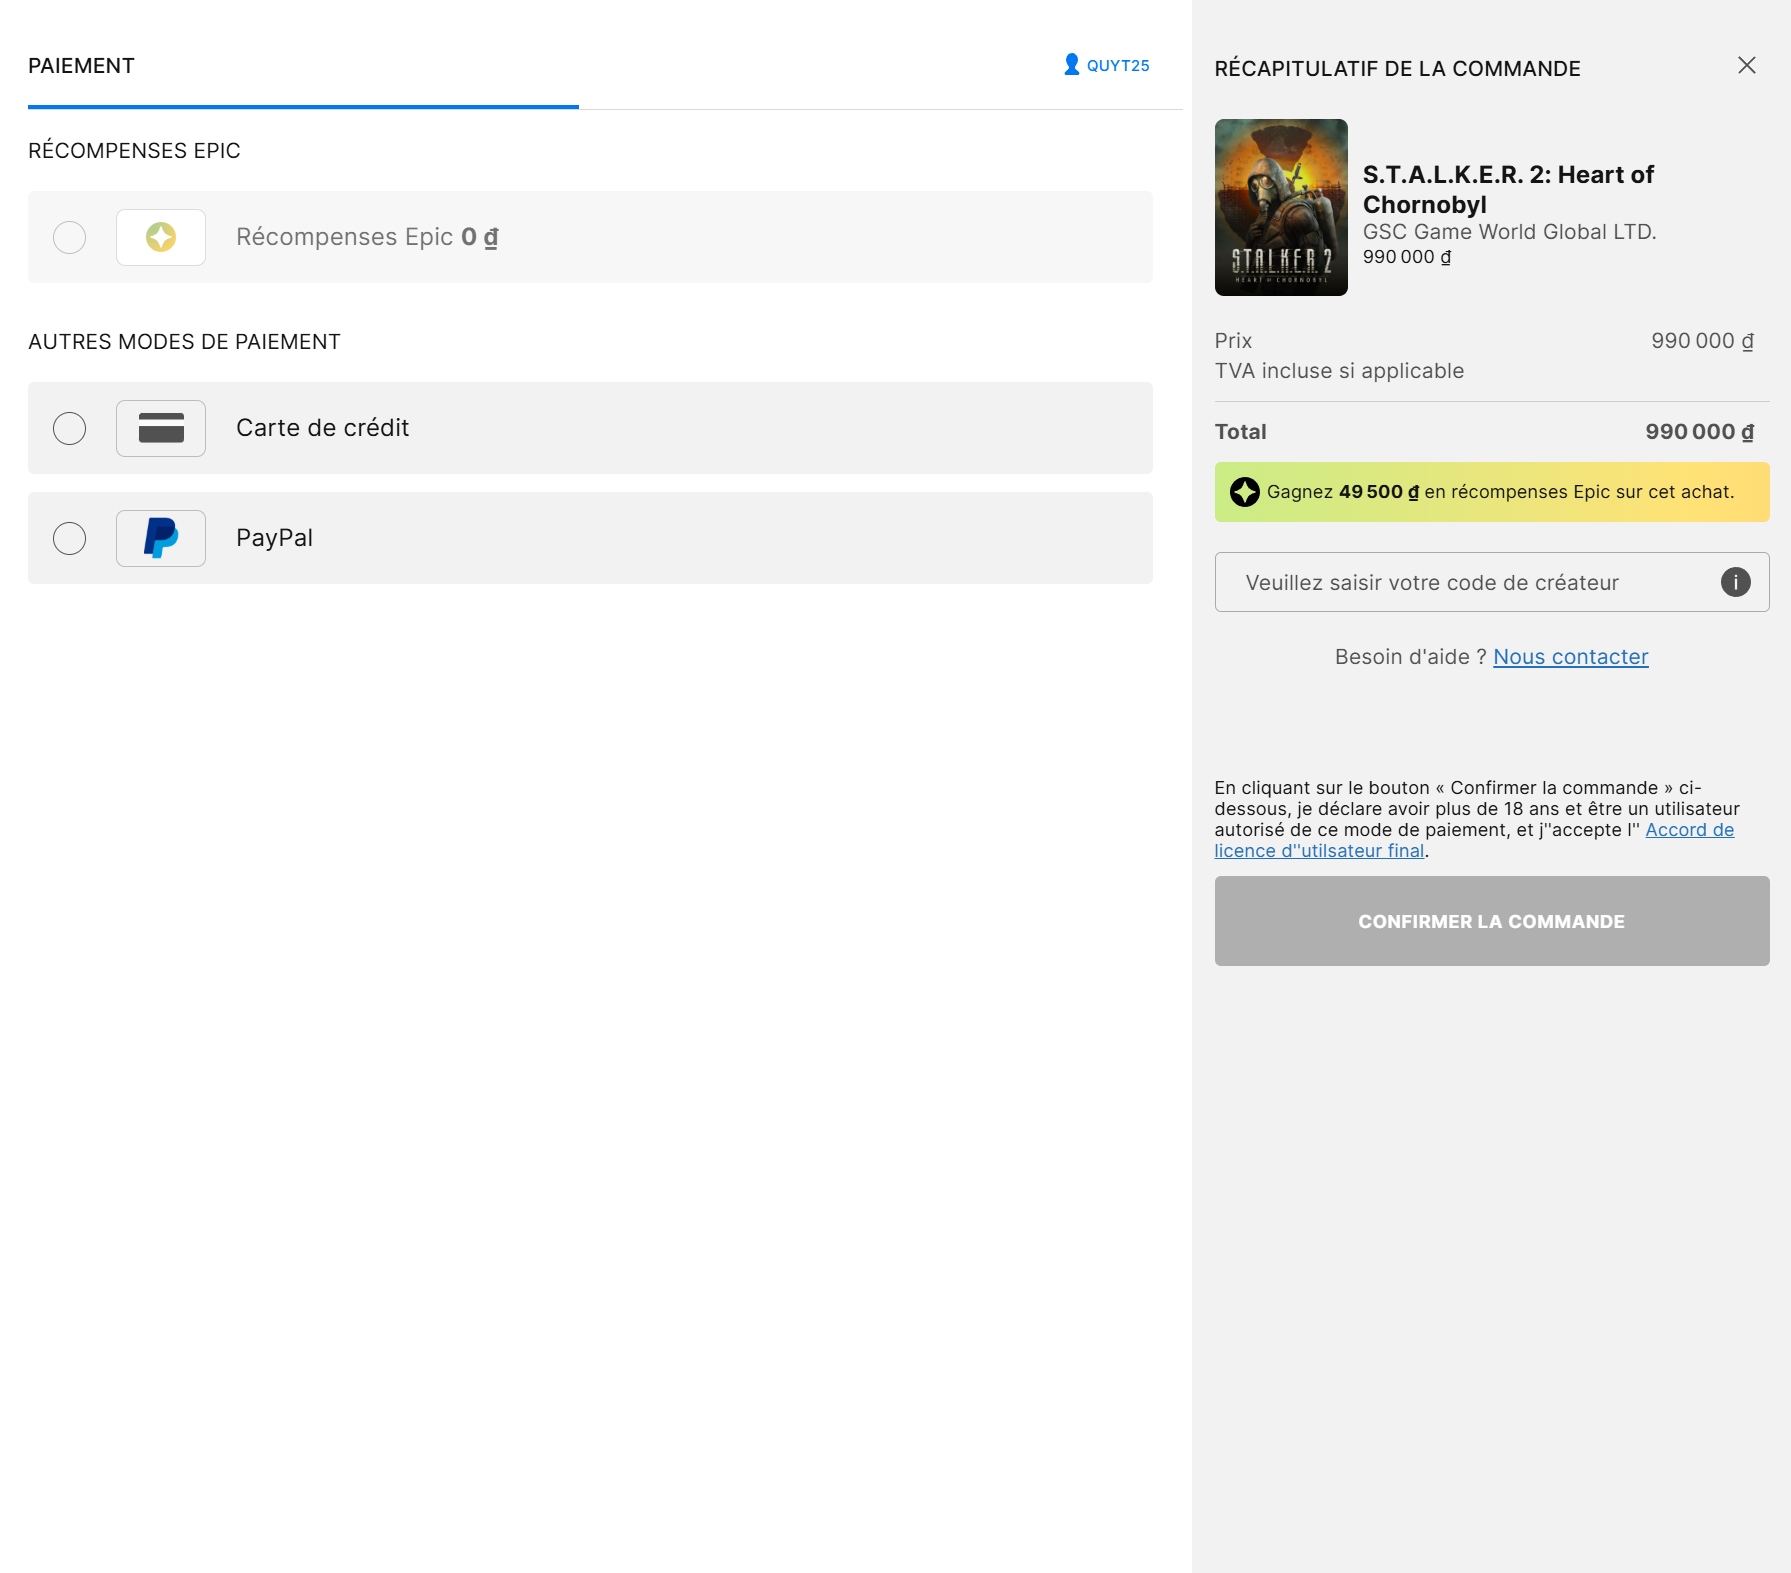 PAIEMENT
QUYT25
RÉCOMPENSES EPIC
Récompenses Epic 0 ₫
AUTRES MODES DE PAIEMENT
Carte de crédit
PayPal
RÉCAPITULATIF DE LA COMMANDE
S.T.A.L.K.E.R. 2
HEART OF CHORNOBYL
S.T.A.L.K.E.R. 2: Heart of
Chornobyl
GSC Game World Global LTD.
990 000 ₫
Prix 990 000 ₫
TVA incluse si applicable
Total 990 000 ₫
Gagnez 49 500 ₫ en récompenses Epic sur cet achat.
Veuillez saisir votre code de créateur
Besoin d'aide ? Nous contacter
En cliquant sur le bouton « Confirmer la commande » ci-
dessous, je déclare avoir plus de 18 ans et être un utilisateur
autorisé de ce mode de paiement, et j''accepte l'' Accord de
licence d''utilsateur final.
CONFIRMER LA COMMANDE